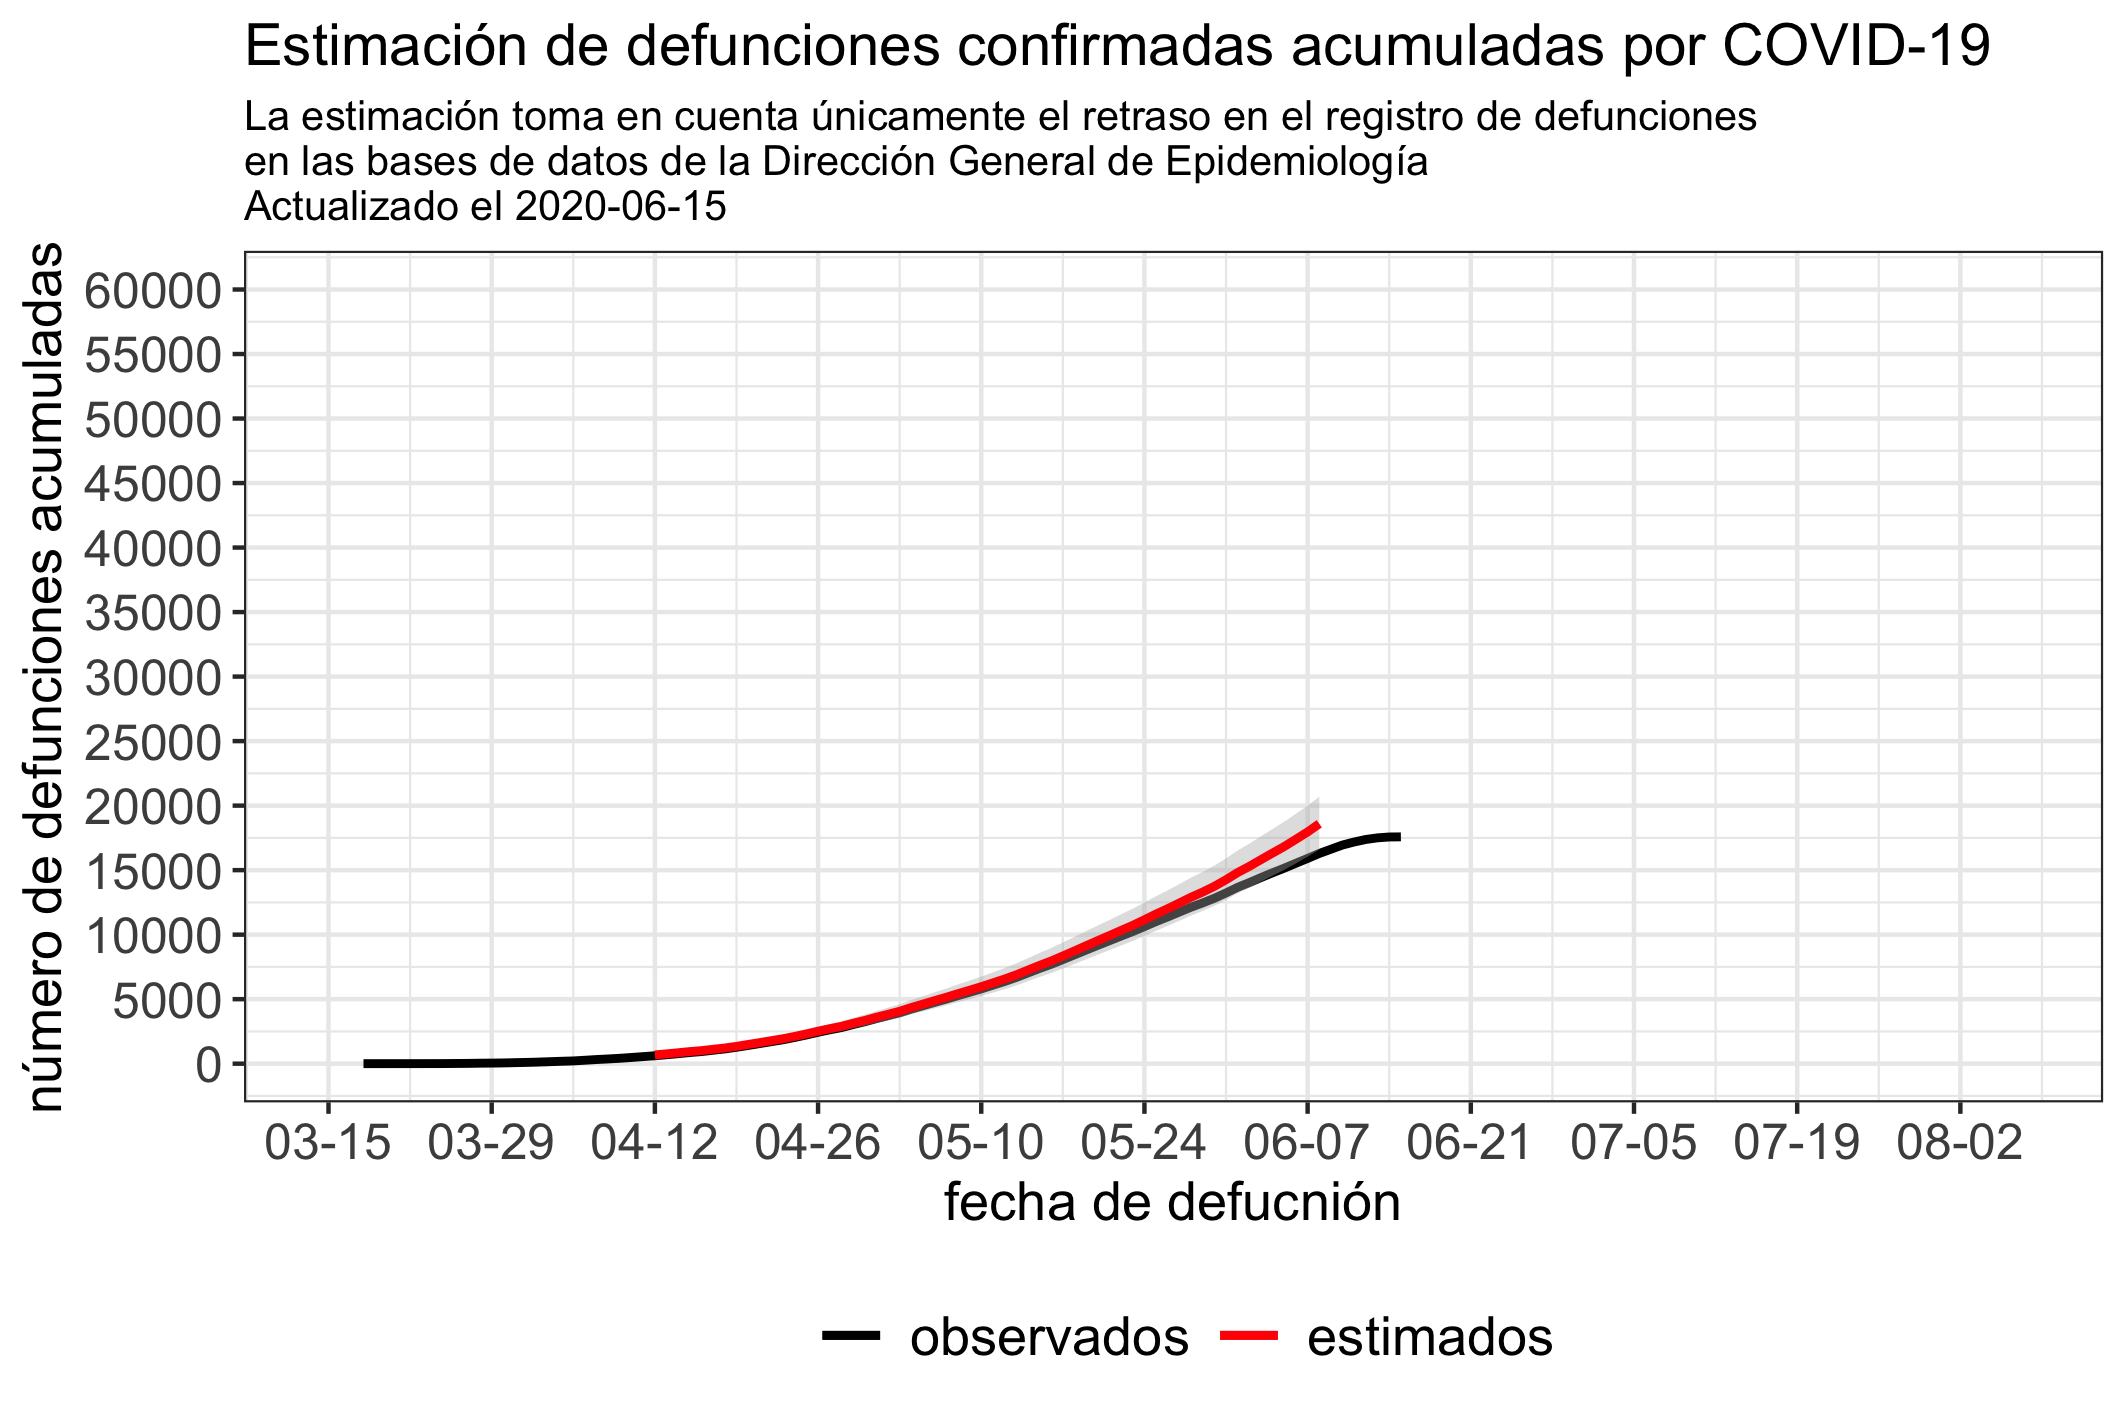 Estimación de defunciones confirmadas acumuladas por COVID-19
La estimación toma en cuenta únicamente el retraso en el registro de defunciones
en las bases de datos de la Dirección General de Epidemiología
Actualizado el 2020-06-15
número de defunciones acumuladas
60000
55000
50000
45000
40000
35000
30000
25000
20000
15000
10000
5000
0
03-15 03-29 04-12 04-26 05-10 05-24 06-07 06-21 07-05 07-19 08-02
fecha de defucnión
observados estimados